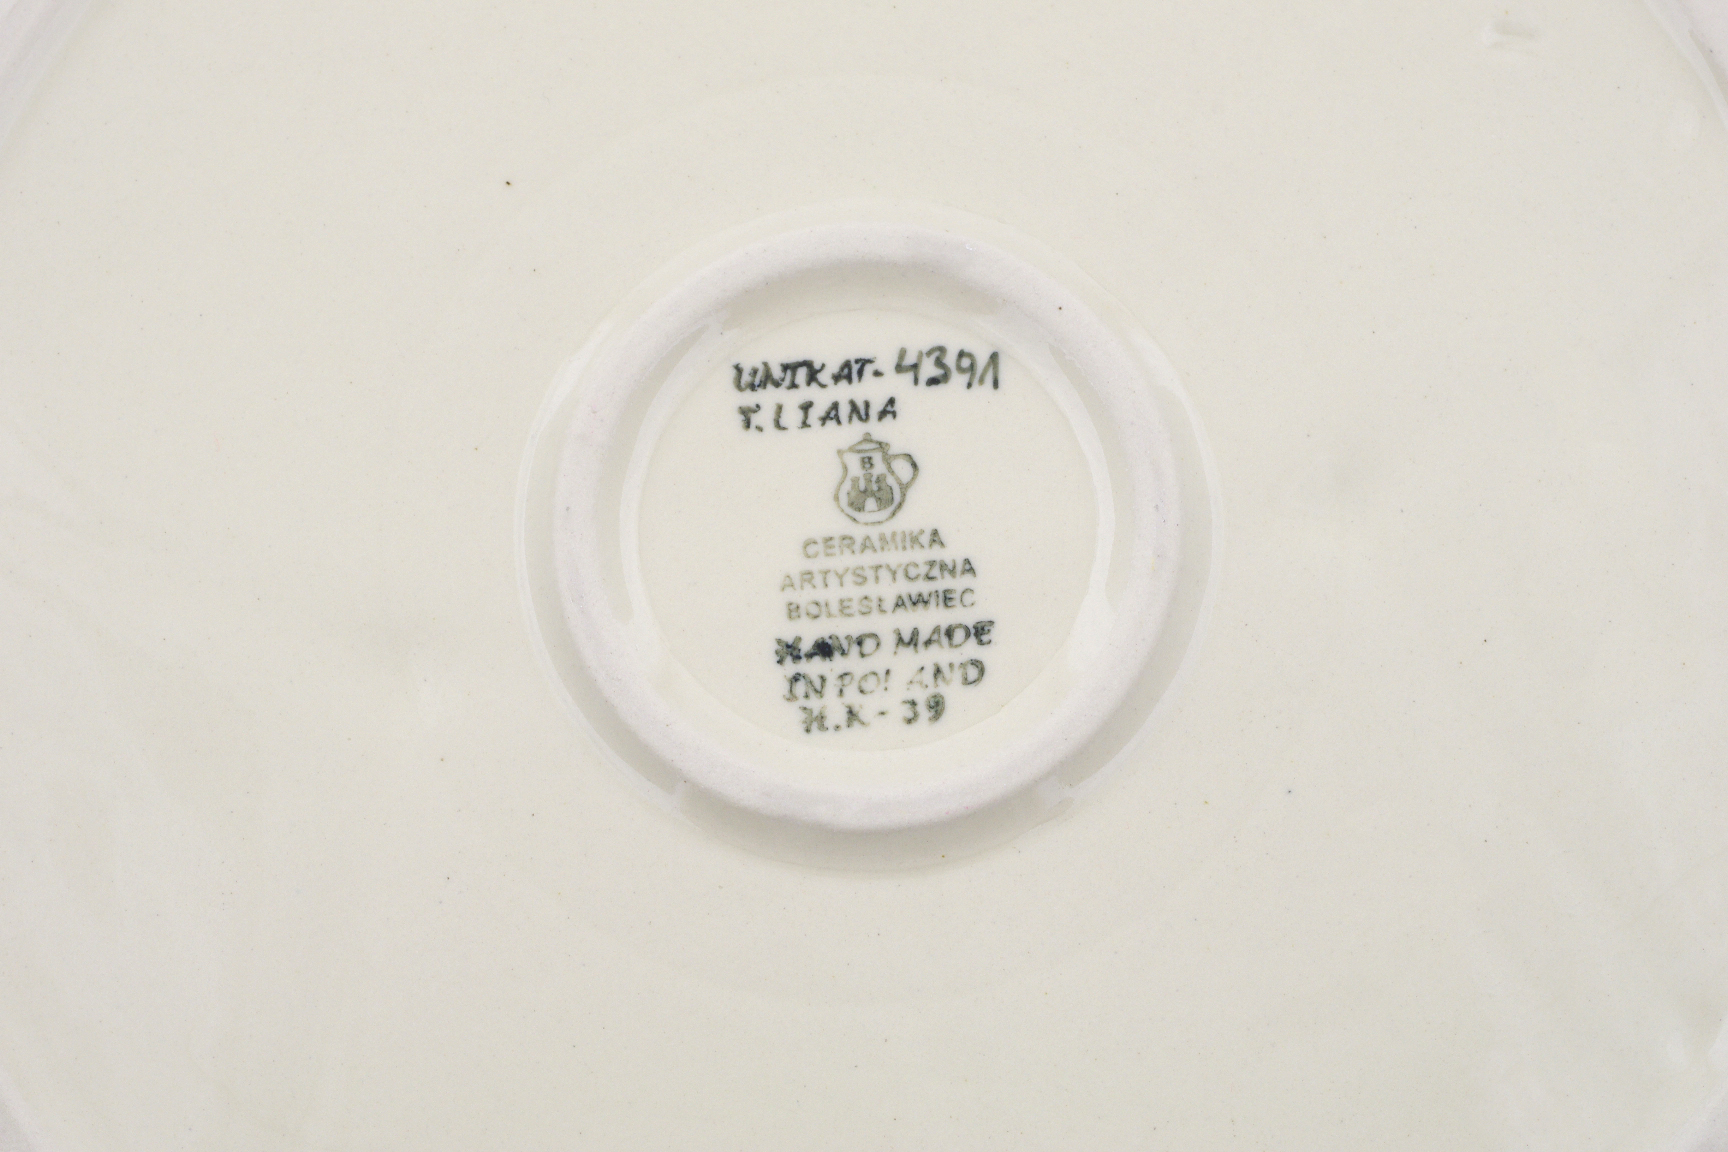 UNIKAT-4391
T.LIANA
B
CERAMIKA
ARTYSTYCZNA
BOLESŁAWIEC
HAND MADE
IN POLAND
H.K-39